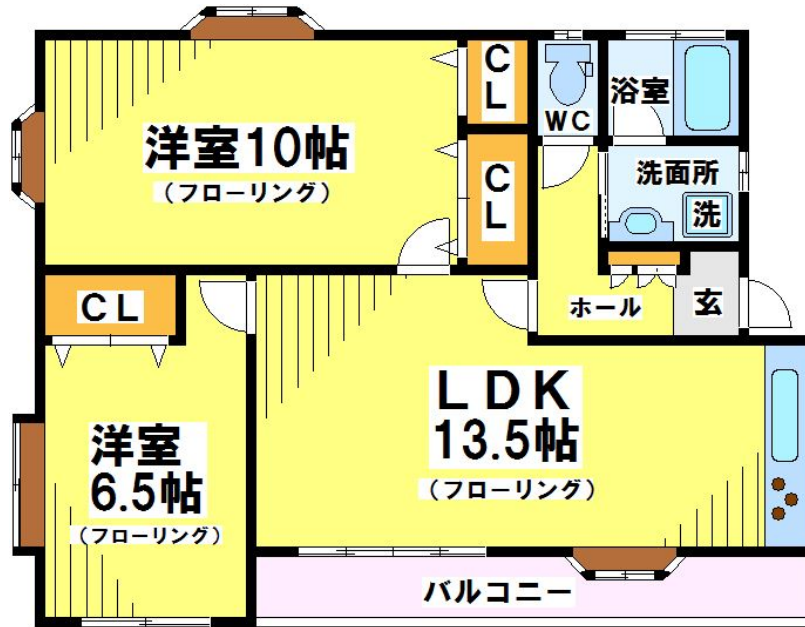 CL
WC
浴室
洋室10帖
(フローリング)
CL
洗面所
洗
CL
ホール
玄
LDK
13.5帖
(フローリング)
洋室
6.5帖
(フローリング)
バルコニー